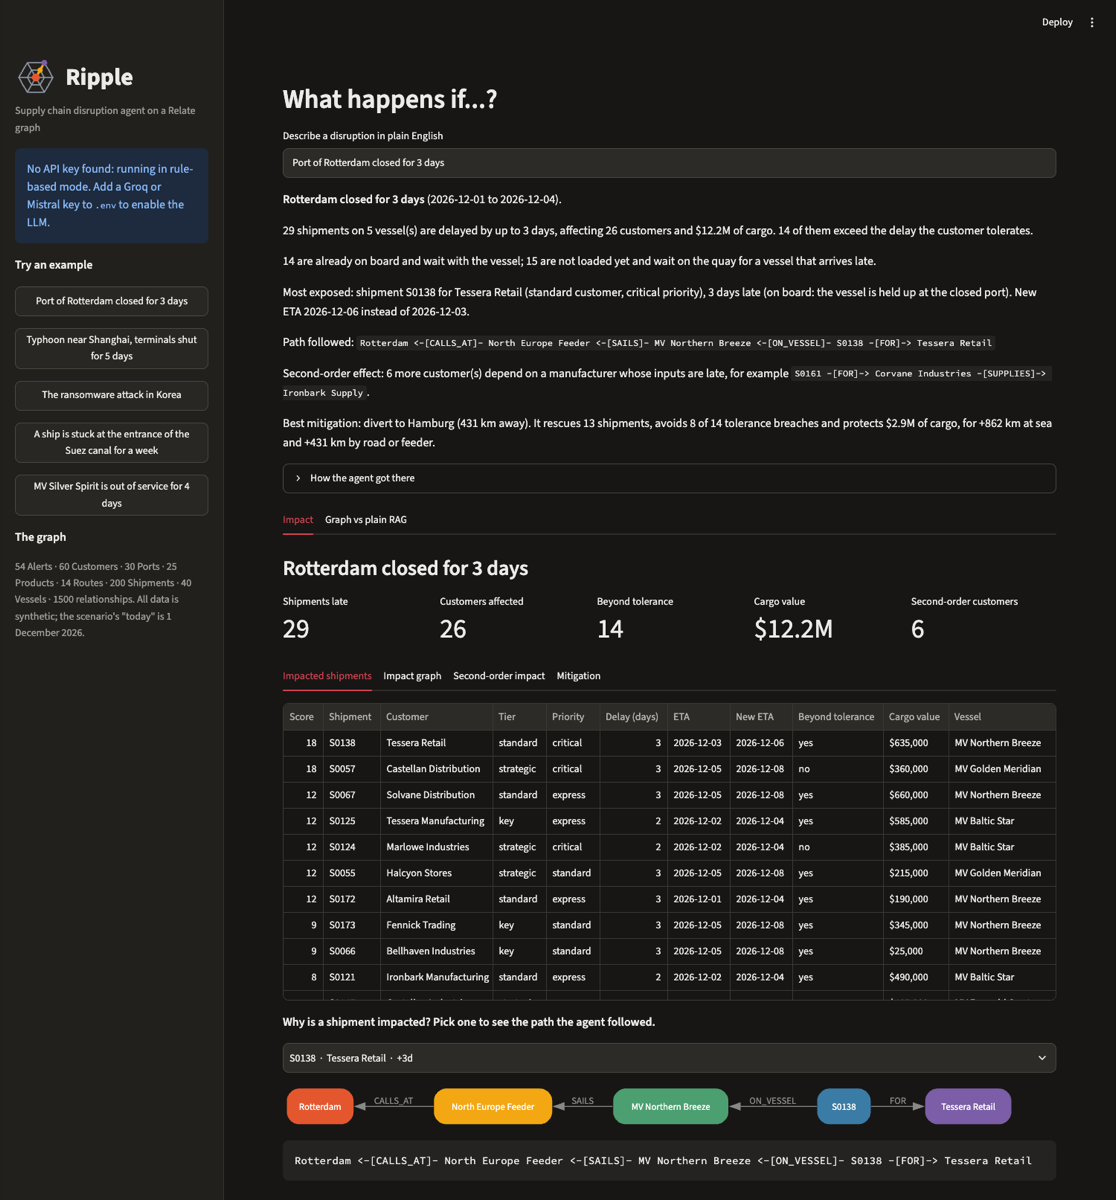 Deploy
Ripple
Supply chain disruption agent on a Relate
graph
No API key found: running in rule-
based mode. Add a Groq or
Mistral key to .env to enable the
LLM.
Try an example
Port of Rotterdam closed for 3 days
Typhoon near Shanghai, terminals shut
for 5 days
The ransomware attack in Korea
A ship is stuck at the entrance of the
Suez canal for a week
MV Silver Spirit is out of service for 4
days
The graph
54 Alerts · 60 Customers · 30 Ports · 25
Products · 14 Routes · 200 Shipments · 40
Vessels · 1500 relationships. All data is
synthetic; the scenario's "today" is 1
December 2026.
What happens if...?
Describe a disruption in plain English
Port of Rotterdam closed for 3 days
Rotterdam closed for 3 days (2026-12-01 to 2026-12-04).
29 shipments on 5 vessel(s) are delayed by up to 3 days, affecting 26 customers and $12.2M of cargo. 14 of them exceed the delay the customer tolerates.
14 are already on board and wait with the vessel; 15 are not loaded yet and wait on the quay for a vessel that arrives late.
Most exposed: shipment S0138 for Tessera Retail (standard customer, critical priority), 3 days late (on board: the vessel is held up at the closed port). New
ETA 2026-12-06 instead of 2026-12-03.
Path followed: Rotterdam <-[CALLS_AT]- North Europe Feeder <-[SAILS]- MV Northern Breeze <-[ON_VESSEL]- S0138 -[FOR]-> Tessera Retail
Second-order effect: 6 more customer(s) depend on a manufacturer whose inputs are late, for example S0161 -[FOR]-> Corvane Industries -[SUPPLIES]->
Ironbark Supply.
Best mitigation: divert to Hamburg (431 km away). It rescues 13 shipments, avoids 8 of 14 tolerance breaches and protects $2.9M of cargo, for +862 km at sea
and +431 km by road or feeder.
How the agent got there
Impact Graph vs plain RAG
Rotterdam closed for 3 days
Shipments late Customers affected Beyond tolerance Cargo value Second-order customers
29 26 14 $12.2M 6
Impacted shipments Impact graph Second-order impact Mitigation
Score Shipment Customer Tier Priority Delay (days) ETA New ETA Beyond tolerance Cargo value Vessel
18 S0138 Tessera Retail standard critical 3 2026-12-03 2026-12-06 yes $635,000 MV Northern Breeze
18 S0057 Castellan Distribution strategic critical 3 2026-12-05 2026-12-08 no $360,000 MV Golden Meridian
12 S0067 Solvane Distribution standard express 3 2026-12-05 2026-12-08 yes $660,000 MV Northern Breeze
12 S0125 Tessera Manufacturing key express 2 2026-12-02 2026-12-04 yes $585,000 MV Baltic Star
12 S0124 Marlowe Industries strategic critical 2 2026-12-02 2026-12-04 no $385,000 MV Baltic Star
12 S0055 Halcyon Stores strategic standard 3 2026-12-05 2026-12-08 yes $215,000 MV Golden Meridian
12 S0172 Altamira Retail standard express 3 2026-12-01 2026-12-04 yes $190,000 MV Northern Breeze
9 S0173 Fennick Trading key standard 3 2026-12-05 2026-12-08 yes $345,000 MV Northern Breeze
9 S0066 Bellhaven Industries key standard 3 2026-12-05 2026-12-08 yes $25,000 MV Northern Breeze
8 S0121 Ironbark Manufacturing standard express 2 2026-12-02 2026-12-04 yes $490,000 MV Baltic Star
Why is a shipment impacted? Pick one to see the path the agent followed.
S0138 · Tessera Retail · +3d
Rotterdam CALLS_AT North Europe Feeder SAILS MV Northern Breeze ON_VESSEL S0138 FOR Tessera Retail
Rotterdam <-[CALLS_AT]- North Europe Feeder <-[SAILS]- MV Northern Breeze <-[ON_VESSEL]- S0138 -[FOR]-> Tessera Retail